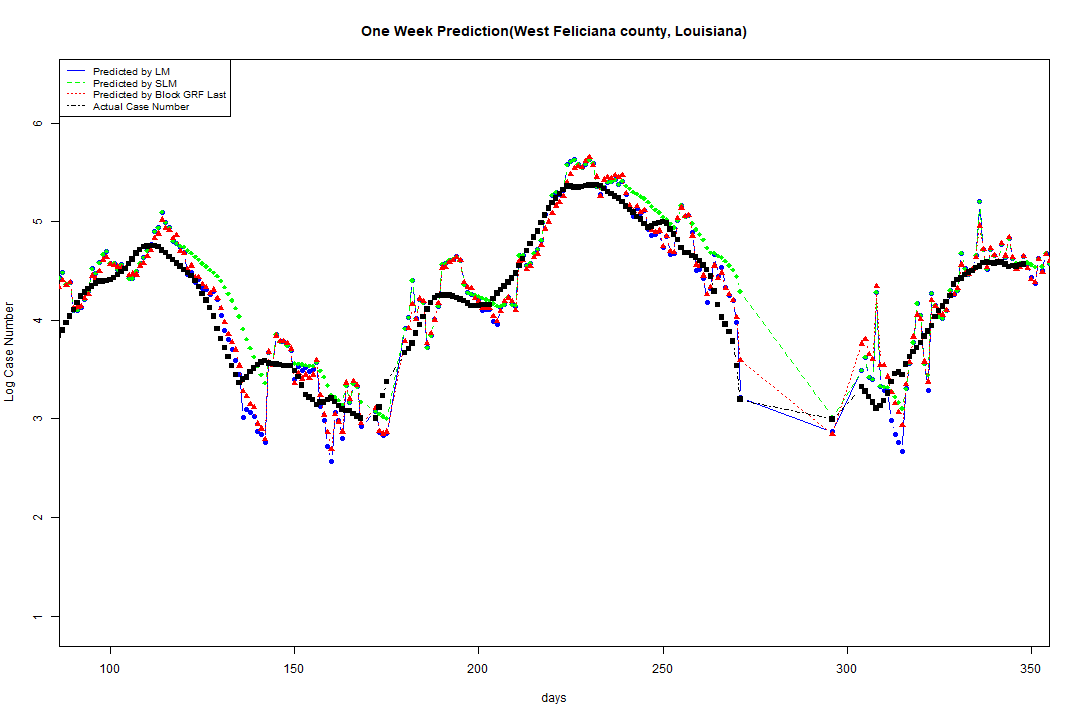 One Week Prediction(West Feliciana county, Louisiana)
Predicted by LM
Predicted by SLM
Predicted by Block GRF Last
Actual Case Number
Log Case Number
6
5
4
3
2
1
100 150 200 250 300 350
days